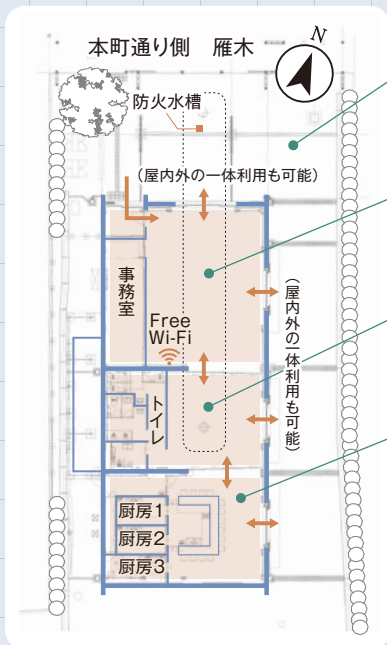 本町通り側　雁木
N
防火水槽
（屋内外の一体利用も可能）
事務室
Free
Wi-Fi
（屋内外の一体利用も可能）
トイレ
厨房1
厨房2
厨房3